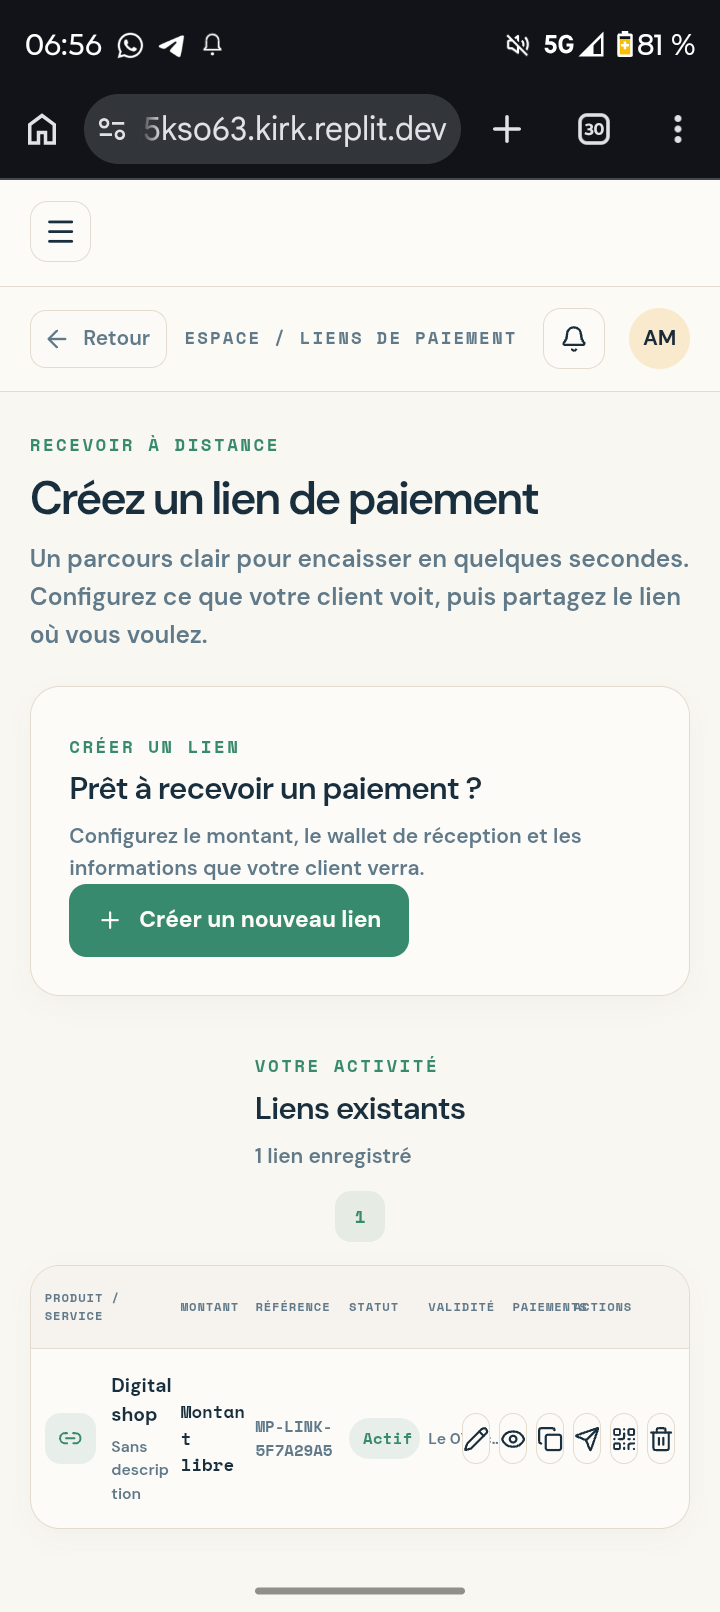 06:56
5G
81 %
5kso63.kirk.replit.dev
30
Retour
ESPACE / LIENS DE PAIEMENT
AM
RECEVOIR À DISTANCE
Créez un lien de paiement
Un parcours clair pour encaisser en quelques secondes.
Configurez ce que votre client voit, puis partagez le lien
où vous voulez.
CRÉER UN LIEN
Prêt à recevoir un paiement ?
Configurez le montant, le wallet de réception et les
informations que votre client verra.
Créer un nouveau lien
VOTRE ACTIVITÉ
Liens existants
1 lien enregistré
1
PRODUIT /
SERVICE
MONTANT
RÉFÉRENCE
STATUT
VALIDITÉ
PAIEMENTS
ACTIONS
Digital
shop
Sans
descrip
tion
Montan
t
libre
MP-LINK-
5F7A29A5
Actif
Le